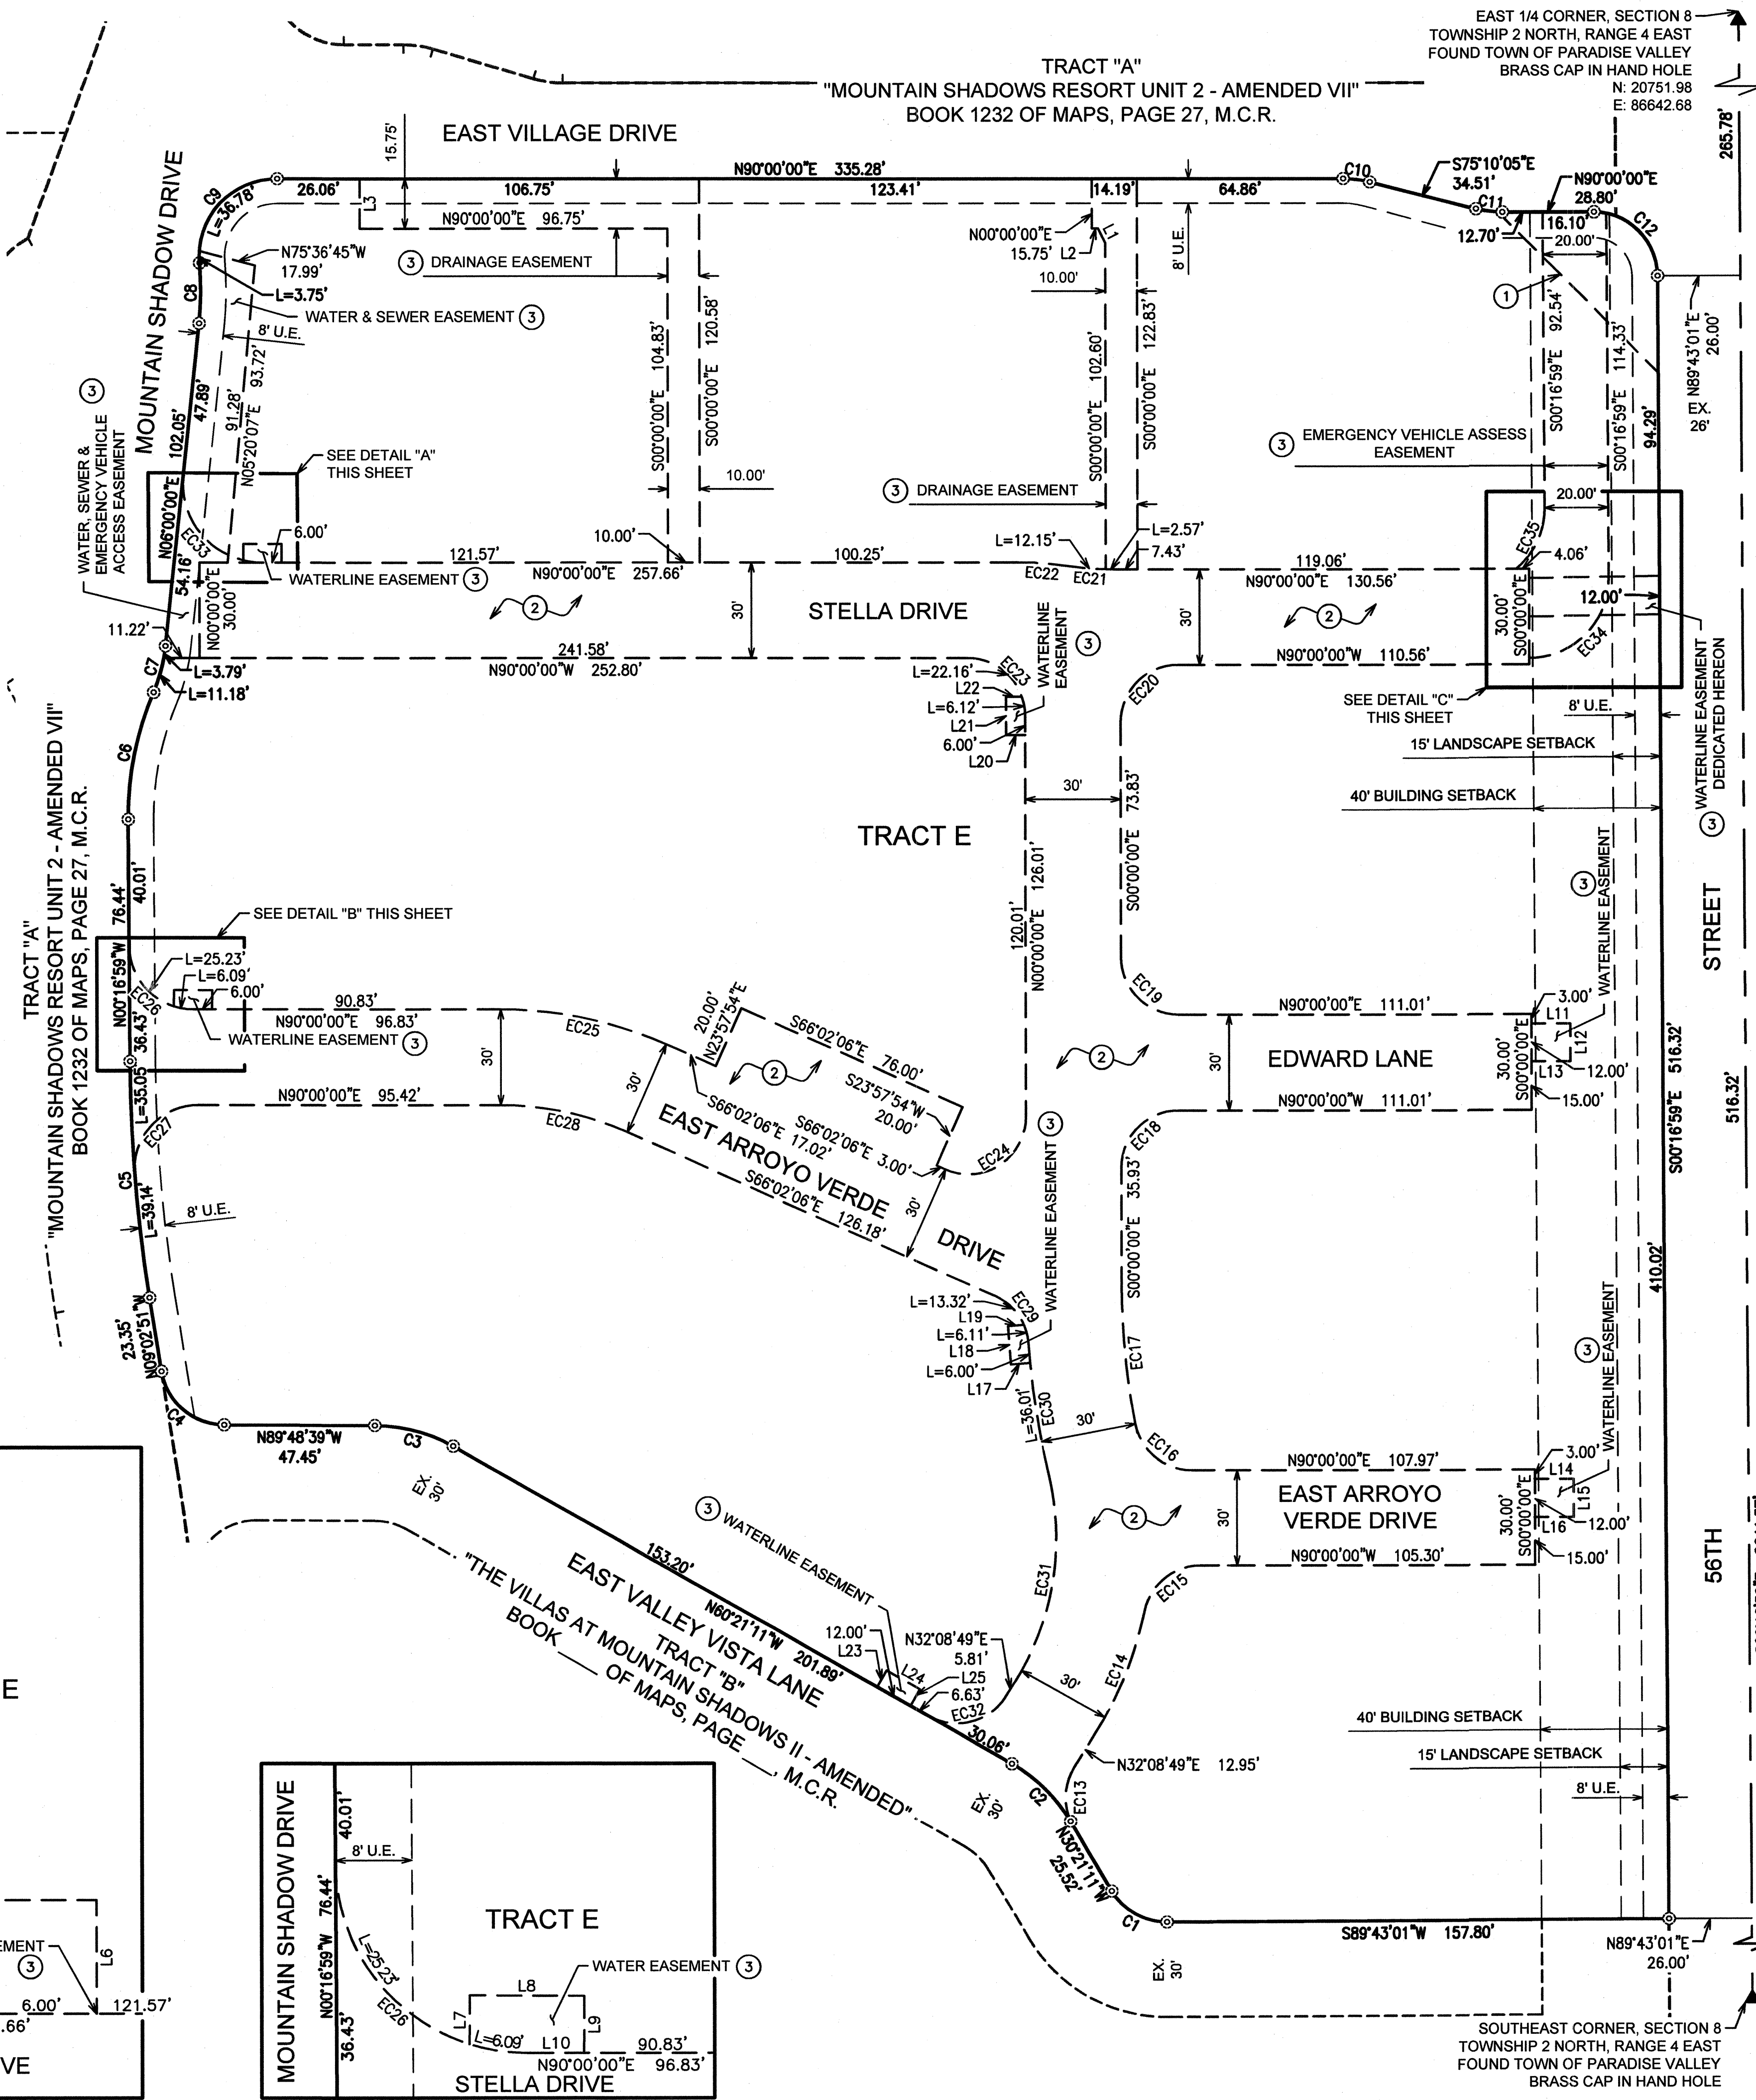 EAST 1/4 CORNER, SECTION 8
TOWNSHIP 2 NORTH, RANGE 4 EAST
FOUND TOWN OF PARADISE VALLEY
BRASS CAP IN HAND HOLE
N: 20751.98
E: 86642.68
265.78'
TRACT "A"
"MOUNTAIN SHADOWS RESORT UNIT 2 - AMENDED VII"
BOOK 1232 OF MAPS, PAGE 27, M.C.R.
EAST VILLAGE DRIVE
15.75'
N90°00'00"E 335.28'
26.06'
106.75'
123.41'
14.19'
64.86'
C10
S75°10'05"E
34.51'
C11
N90°00'00"E
28.80'
12.70'
16.10'
20.00'
C12
MOUNTAIN SHADOW DRIVE
C9
L=36.78'
L3
N90°00'00"E 96.75'
N00°00'00"E
15.75'
L2
L1
8' U.E.
N75°36'45"W
17.99'
L=3.75'
3 DRAINAGE EASEMENT
10.00'
1
C8
WATER & SEWER EASEMENT 3
8' U.E.
N89°43'01"E
26.00'
EX.
26'
102.05'
47.89'
91.28'
N05°20'07"E 93.72'
S00°00'00"E 104.83'
S00°00'00"E 120.58'
S00°00'00"E 102.60'
S00°00'00"E 122.83'
S00°16'59"E 92.54'
S00°16'59"E 114.33'
94.29'
3
WATER, SEWER &
EMERGENCY VEHICLE
ACCESS EASEMENT
SEE DETAIL "A"
THIS SHEET
10.00'
3 EMERGENCY VEHICLE ASSESS
EASEMENT
3 DRAINAGE EASEMENT
20.00'
N06°00'00"E
54.16'
EC33
6.00'
WATERLINE EASEMENT 3
N00°00'00"E
30.00'
121.57'
10.00'
N90°00'00"E 257.66'
100.25'
L=12.15'
EC22
EC21
L=2.57'
7.43'
119.06'
N90°00'00"E 130.56'
EC35
4.06'
2
30'
STELLA DRIVE
30'
2
30.00'
S00°00'00"E
12.00'
EC34
11.22'
C7
L=3.79'
L=11.18'
241.58'
N90°00'00"W 252.80'
EC23
L=22.16'
L22
L=6.12'
L21
6.00'
L20
WATERLINE
EASEMENT
3
EC20
N90°00'00"W 110.56'
SEE DETAIL "C"
THIS SHEET
8' U.E.
15' LANDSCAPE SETBACK
40' BUILDING SETBACK
WATERLINE EASEMENT
DEDICATED HEREON
3
C6
TRACT "A"
"MOUNTAIN SHADOWS RESORT UNIT 2 - AMENDED VII"
BOOK 1232 OF MAPS, PAGE 27, M.C.R.
30'
TRACT E
S00°00'00"E 73.83'
120.01'
N00°00'00"E 126.01'
76.44'
40.01'
N00°16'59"W
36.43'
SEE DETAIL "B" THIS SHEET
L=25.23'
L=6.09'
6.00'
EC26
WATERLINE EASEMENT 3
90.83'
N90°00'00"E 96.83'
EC25
30'
N90°00'00"E 95.42'
EC28
EC27
L=35.05
C5
L=39.14'
8' U.E.
30'
20.00'
N23°57'54"E
S66°02'06"E 76.00'
2
S23°57'54"W
20.00'
S66°02'06"E
17.02'
S66°02'06"E 3.00'
EAST ARROYO VERDE
DRIVE
S66°02'06"E 126.18'
30'
EC24
EC19
2
N90°00'00"E 111.01'
30'
EDWARD LANE
N90°00'00"W 111.01'
EC18
30.00'
S00°00'00"E
3.00'
L11
L12
L13
12.00'
15.00'
3 WATERLINE EASEMENT
STREET
S00°16'59"E 516.32'
516.32'
410.02'
3
WATERLINE EASEMENT
S00°00'00"E 35.93'
EC29
L=13.32'
L19
L=6.11'
L18
L=6.00'
L17
L=36.01'
EC30
EC17
30'
EC16
N09°02'51"W
23.35'
C4
N89°48'39"W
47.45'
C3
EX.
30'
3 WATERLINE EASEMENT
N90°00'00"E 107.97'
EAST ARROYO
VERDE DRIVE
30'
N90°00'00"W 105.30'
2
EC15
EC31
30.00'
S00°00'00"E
3.00'
L14
L15
L16
12.00'
15.00'
3 WATERLINE EASEMENT
56TH
153.20'
N60°21'11"W 201.89'
EAST VALLEY VISTA LANE
TRACT "B"
"THE VILLAS AT MOUNTAIN SHADOWS II - AMENDED"
BOOK ____ OF MAPS, PAGE ____, M.C.R.
12.00'
L23
L24
L25
6.63'
N32°08'49"E
5.81'
EC32
30.06'
EC14
30'
N32°08'49"E 12.95'
EC13
C2
EX.
30'
N30°21'11"W
25.52'
C1
40' BUILDING SETBACK
15' LANDSCAPE SETBACK
8' U.E.
S89°43'01"W 157.80'
EX.
30'
N89°43'01"E
26.00'
SOUTHEAST CORNER, SECTION 8
TOWNSHIP 2 NORTH, RANGE 4 EAST
FOUND TOWN OF PARADISE VALLEY
BRASS CAP IN HAND HOLE
E
EMENT
3
L6
6.00'
121.57'
.66'
VE
MOUNTAIN SHADOW DRIVE
N00°16'59"W 76.44'
40.01'
36.43'
8' U.E.
TRACT E
L=25.23'
EC26
L7
L8
L9
L10
L=6.09'
WATER EASEMENT 3
90.83'
N90°00'00"E 96.83'
STELLA DRIVE